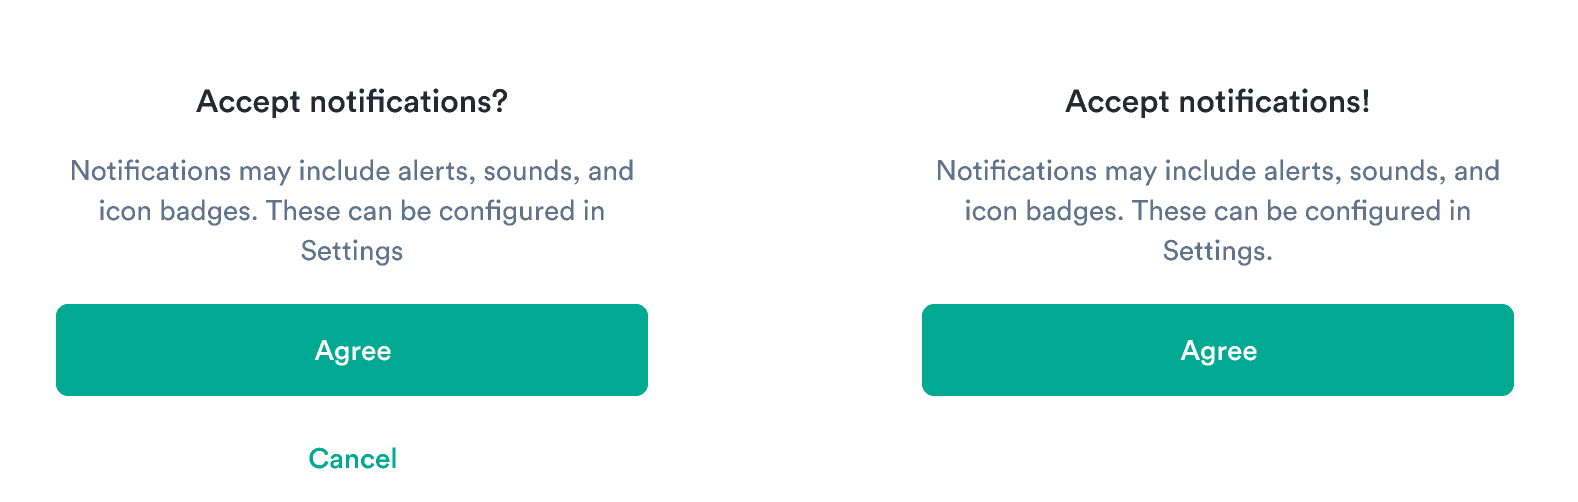 Accept notifications?
Notifications may include alerts, sounds, and
icon badges. These can be configured in
Settings
Agree
Cancel
Accept notifications!
Notifications may include alerts, sounds, and
icon badges. These can be configured in
Settings.
Agree